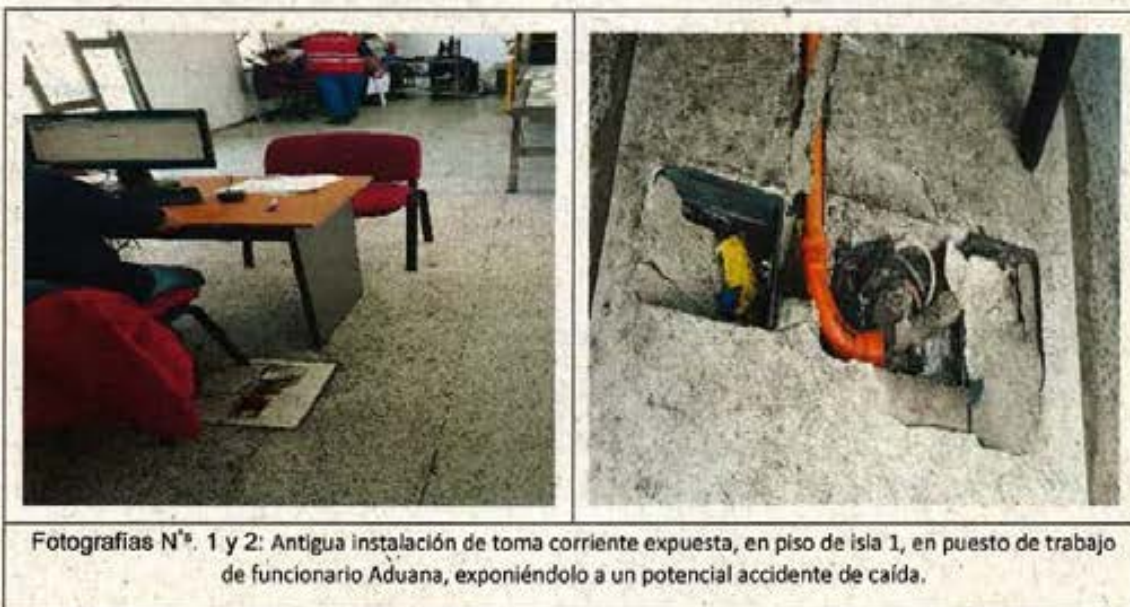 Fotografías N°s. 1 y 2: Antigua instalación de toma corriente expuesta, en piso de isla 1, en puesto de trabajo
de funcionario Aduana, exponiéndolo a un potencial accidente de caída.